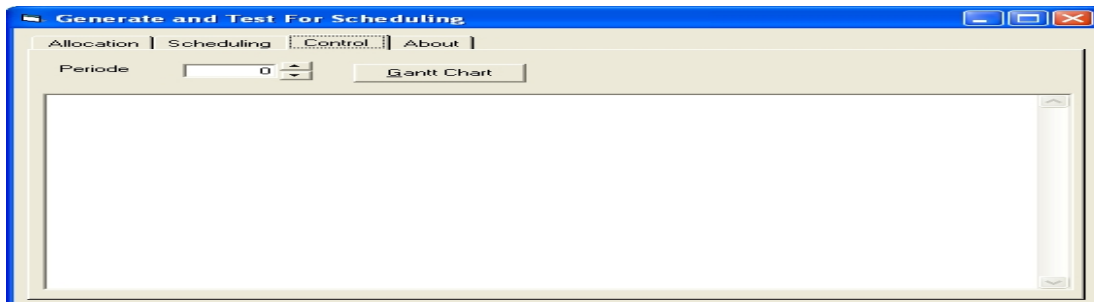 Generate and Test For Scheduling
Allocation Scheduling Control About
Periode 0 Gantt Chart